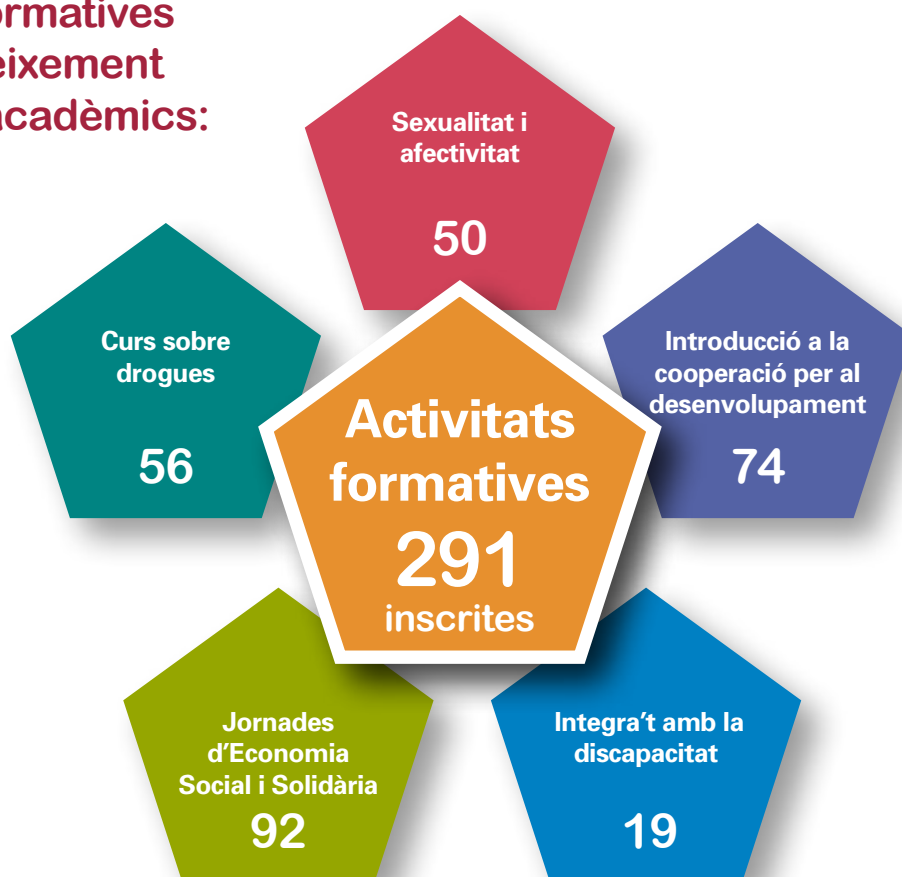 ormatives
eixement
acadèmics:
Sexualitat i
afectivitat
50
Curs sobre
drogues
56
Introducció a la
cooperació per al
desenvolupament
74
Activitats
formatives
291
inscrites
Jornades
d'Economia
Social i Solidària
92
Integra't amb la
discapacitat
19